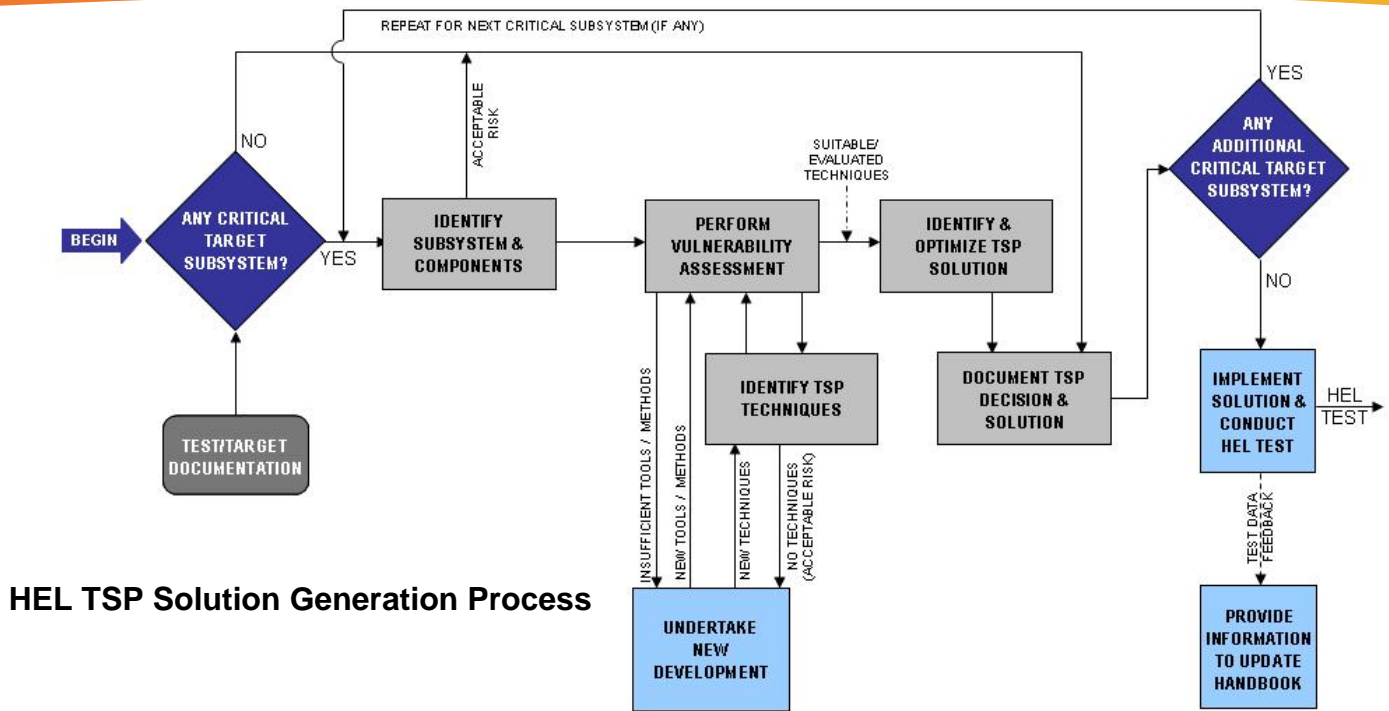 REPEAT FOR NEXT CRITICAL SUBSYSTEM (IF ANY)
YES
NO
ACCEPTABLE
RISK
ANY
ADDITIONAL
CRITICAL TARGET
SUBSYSTEM?
SUITABLE/
EVALUATED
TECHNIQUES
BEGIN
ANY CRITICAL
TARGET
SUBSYSTEM?
YES
IDENTIFY
SUBSYSTEM &
COMPONENTS
PERFORM
VULNERABILITY
ASSESSMENT
IDENTIFY &
OPTIMIZE TSP
SOLUTION
NO
IDENTIFY TSP
TECHNIQUES
DOCUMENT TSP
DECISION &
SOLUTION
IMPLEMENT
SOLUTION &
CONDUCT
HEL TEST
HEL
TEST
TEST/TARGET
DOCUMENTATION
INSUFFICIENT TOOLS / METHODS
NEW TOOLS / METHODS
NEW TECHNIQUES
NO TECHNIQUES
(ACCEPTABLE RISK)
TEST DATA
FEEDBACK
HEL TSP Solution Generation Process
UNDERTAKE
NEW
DEVELOPMENT
PROVIDE
INFORMATION
TO UPDATE
HANDBOOK